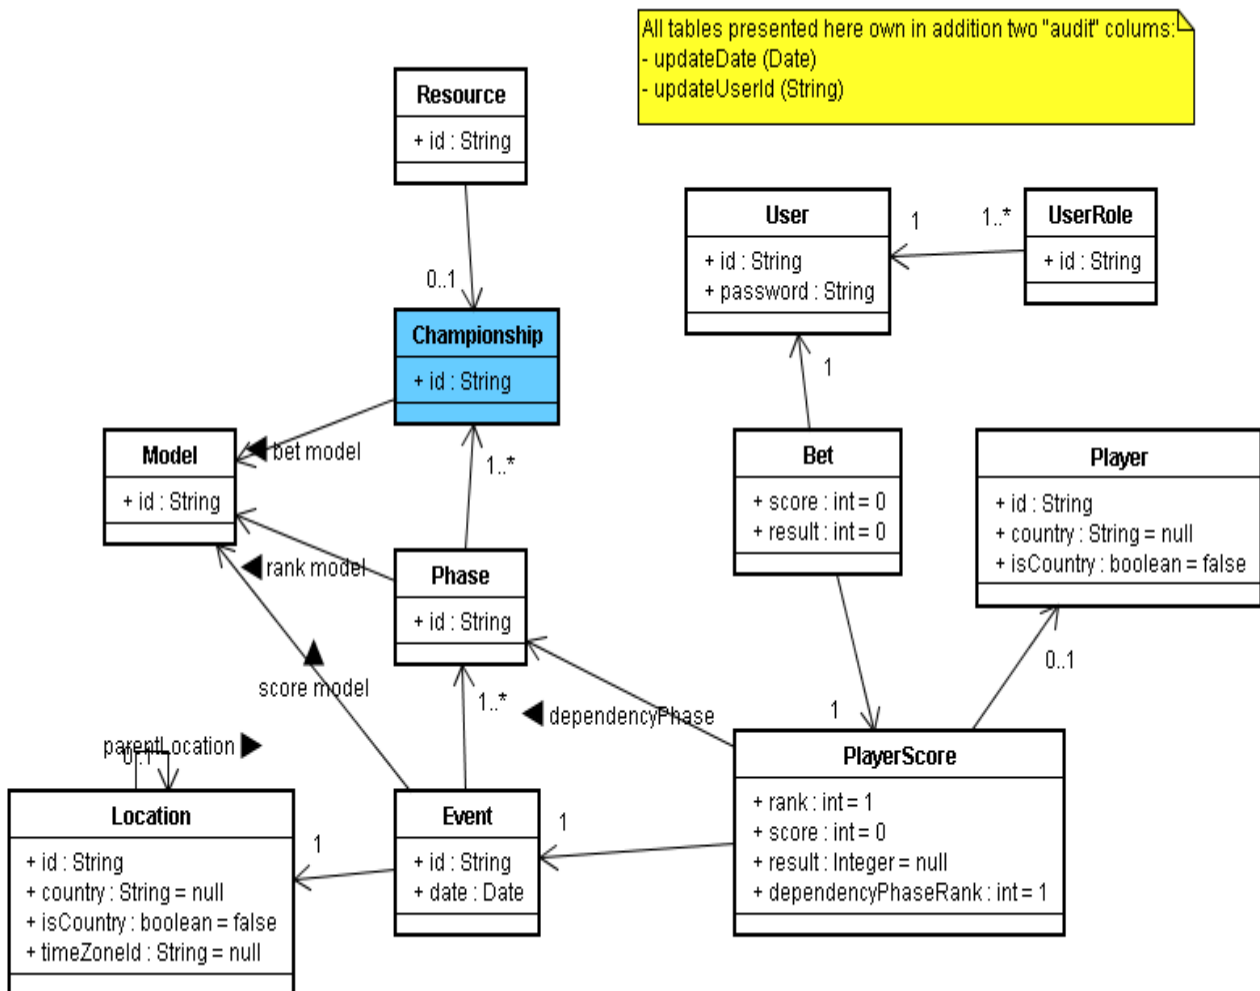 All tables presented here own in addition two "audit" colums:
- updateDate (Date)
- updateUserId (String)
Resource
+ id : String
0..1
User
+ id : String
+ password : String
1
1..*
UserRole
+ id : String
Championship
+ id : String
1
bet model
1..*
Model
+ id : String
Bet
+ score : int = 0
+ result : int = 0
Player
+ id : String
+ country : String = null
+ isCountry : boolean = false
rank model
Phase
+ id : String
score model
1..*
dependencyPhase
1
0..1
parentLocation
0..1
Location
+ id : String
+ country : String = null
+ isCountry : boolean = false
+ timeZoneId : String = null
1
Event
+ id : String
+ date : Date
1
PlayerScore
+ rank : int = 1
+ score : int = 0
+ result : Integer = null
+ dependencyPhaseRank : int = 1